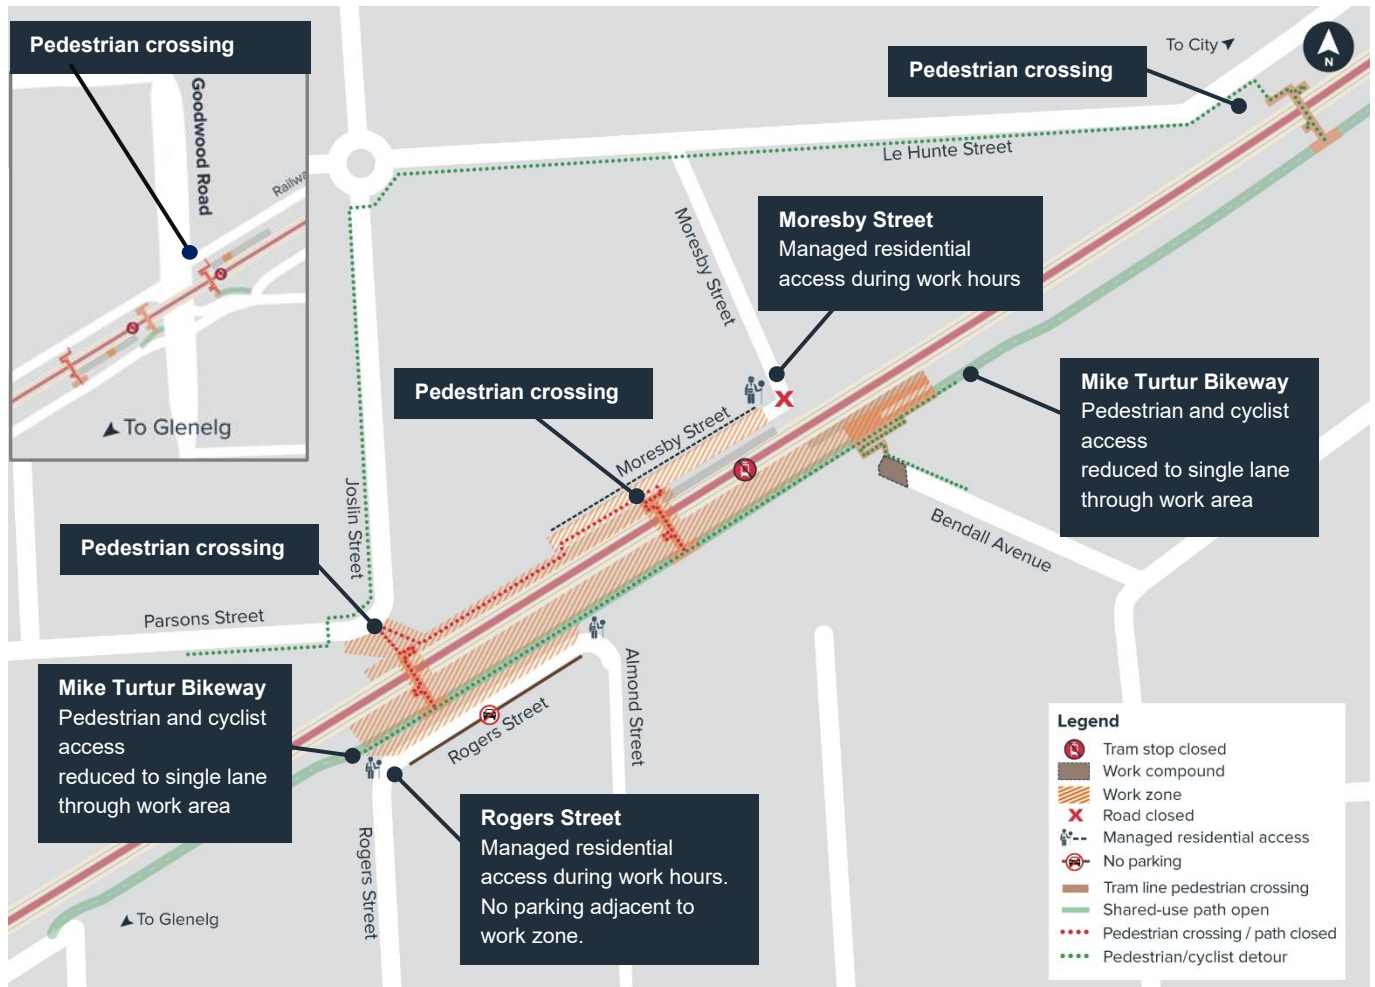 Pedestrian crossing
Goodwood Road
Railwa
To Glenelg
Pedestrian crossing
To City
N
Le Hunte Street
Moresby Street
Moresby Street
Managed residential
access during work hours
Pedestrian crossing
Moresby Street
Mike Turtur Bikeway
Pedestrian and cyclist
access
reduced to single lane
through work area
Joslin Street
Bendall Avenue
Pedestrian crossing
Parsons Street
Mike Turtur Bikeway
Pedestrian and cyclist
access
reduced to single lane
through work area
Almond Street
Rogers Street
Rogers Street
Rogers Street
Managed residential
access during work hours.
No parking adjacent to
work zone.
To Glenelg
Legend
Tram stop closed
Work compound
Work zone
Road closed
Managed residential access
No parking
Tram line pedestrian crossing
Shared-use path open
Pedestrian crossing / path closed
Pedestrian/cyclist detour